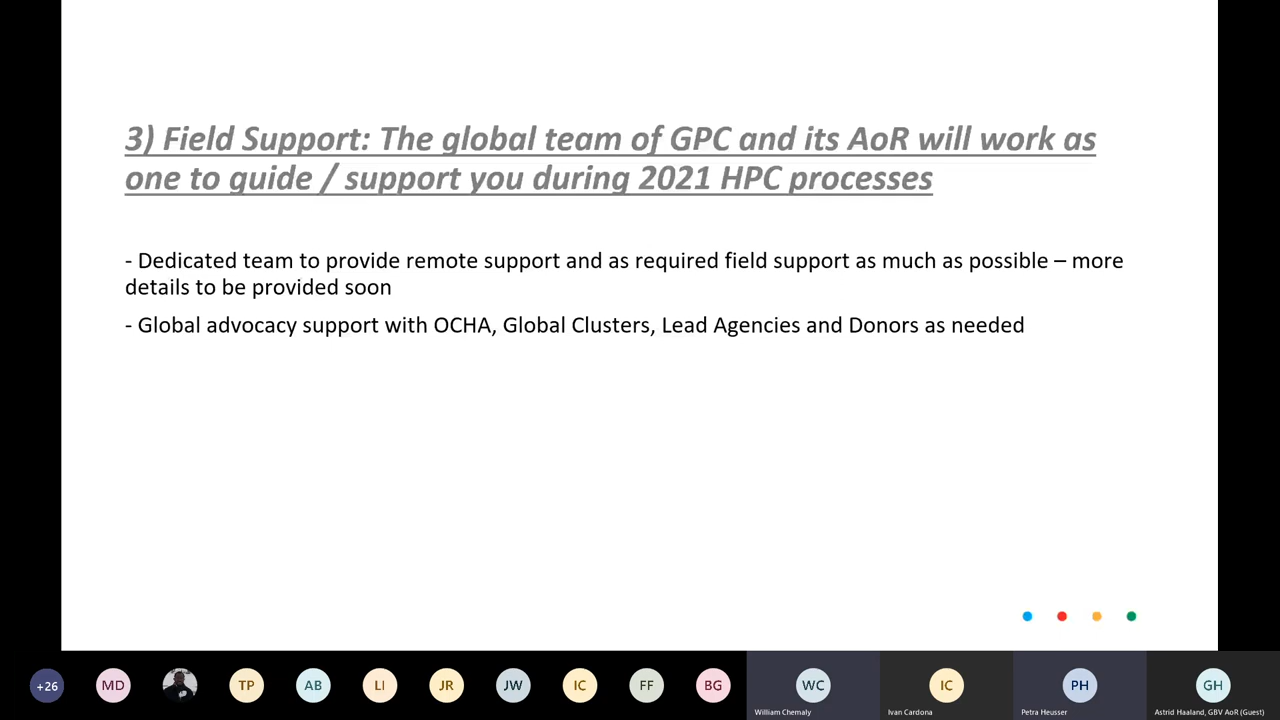 3) Field Support: The global team of GPC and its AoR will work as
one to guide / support you during 2021 HPC processes
- Dedicated team to provide remote support and as required field support as much as possible – more
details to be provided soon
- Global advocacy support with OCHA, Global Clusters, Lead Agencies and Donors as needed
+26
MD
TP
AB
LI
JR
JW
IC
FF
BG
WC
IC
PH
GH
William Chemaly
Ivan Cardona
Petra Heusser
Astrid Haaland, GBV AoR (Guest)